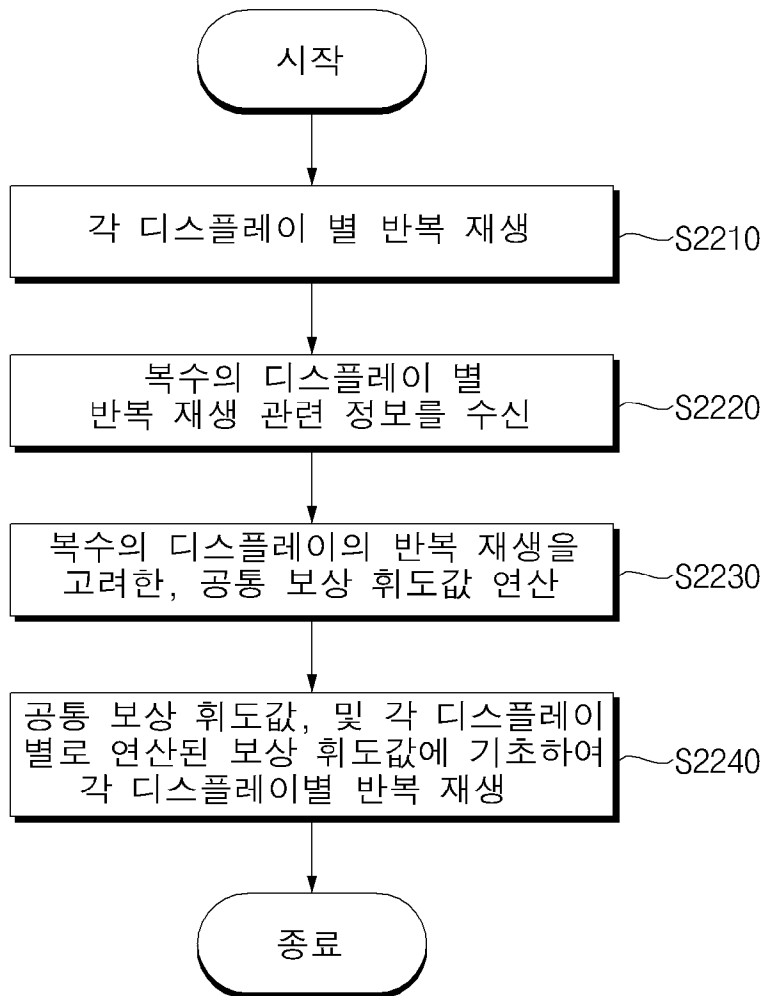 시작
각 디스플레이 별 반복 재생
S2210
복수의 디스플레이 별
반복 재생 관련 정보를 수신
S2220
복수의 디스플레이의 반복 재생을
고려한, 공통 보상 휘도값 연산
S2230
공통 보상 휘도값, 및 각 디스플레이
별로 연산된 보상 휘도값에 기초하여
각 디스플레이별 반복 재생
S2240
종료